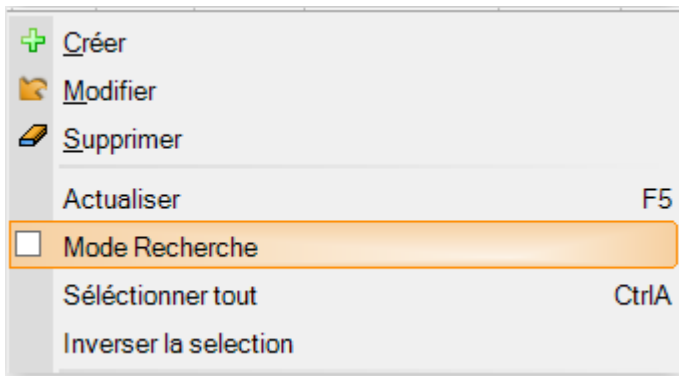 Créer
Modifier
Supprimer
Actualiser F5
Mode Recherche
Séléctionner tout CtrlA
Inverser la selection